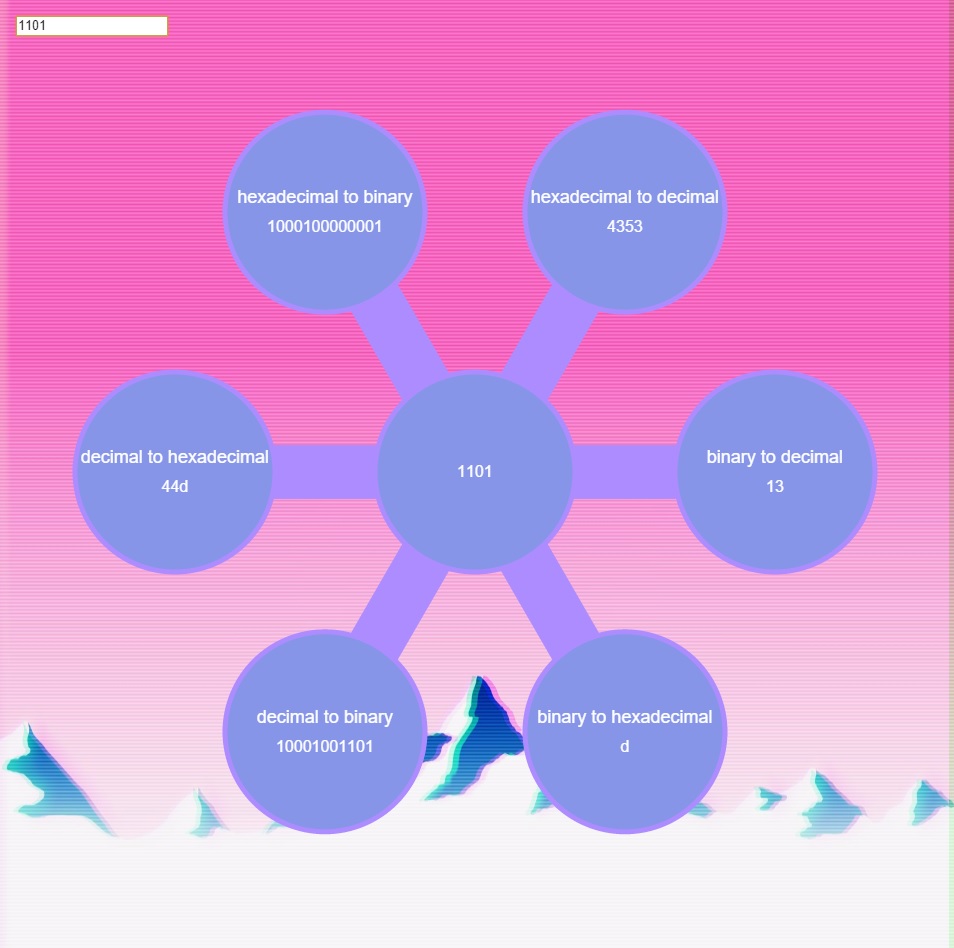 1101
hexadecimal to binary
1000100000001
hexadecimal to decimal
4353
decimal to hexadecimal
44d
1101
binary to decimal
13
decimal to binary
10001001101
binary to hexadecimal
d